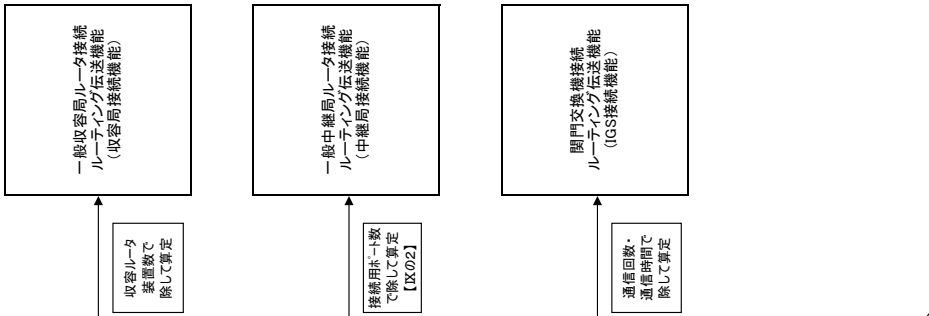 一般収容局ルータ接続
ルーティング伝送機能
（収容局接続機能）
一般中継局ルータ接続
ルーティング伝送機能
（中継局接続機能）
関門交換機接続
ルーティング伝送機能
(IGS接続機能）
収容ルータ
装置数で
除して算定
接続用ポート数
で除して算定
【Ⅸの2】
通信回数・
通信時間で
除して算定